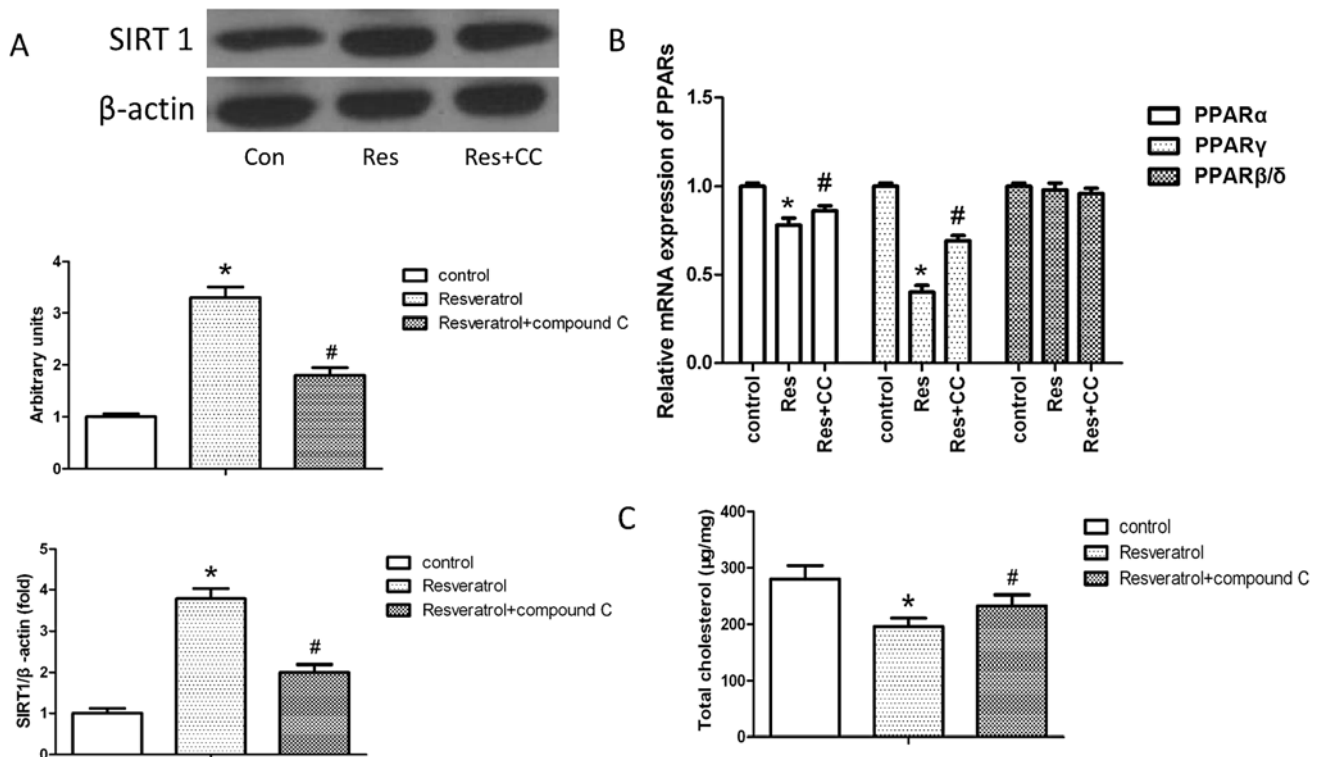 A
SIRT 1
β-actin
Con Res Res+CC
Arbitrary units
4
3
2
1
0
*
#
control
Resveratrol
Resveratrol+compound C
SIRT1/β -actin (fold)
5
4
3
2
1
0
*
#
control
Resveratrol
Resveratrol+compound C
B
Relative mRNA expression of PPARs
1.5
1.0
0.5
0.0
* # * #
control Res Res+CC control Res Res+CC control Res Res+CC
PPARα
PPARγ
PPARβ/δ
C
Total cholesterol (µg/mg)
400
300
200
100
0
*
#
control
Resveratrol
Resveratrol+compound C